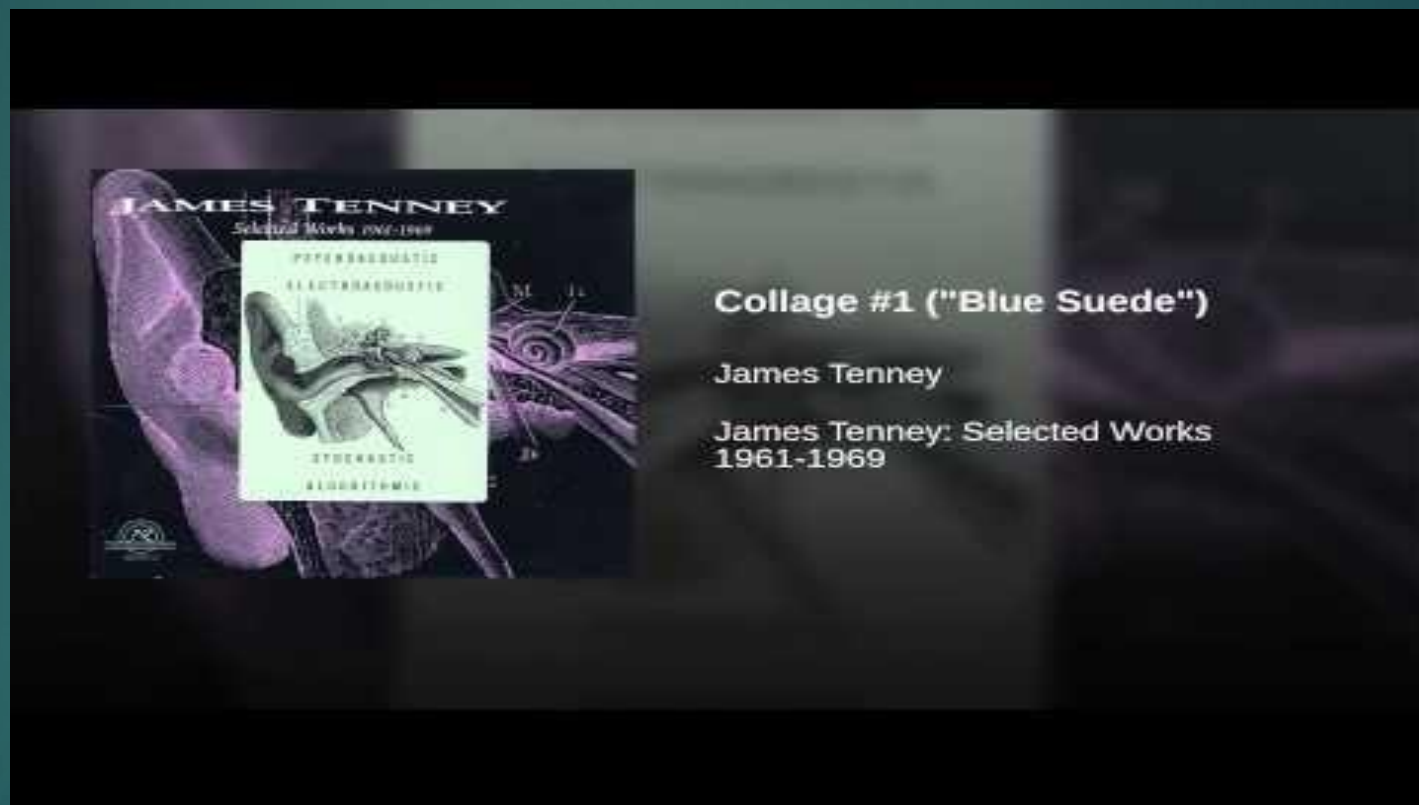 JAMES TENNEY
Selected Works 1961-1969
PSYCHOACOUSTIC
ELECTROACOUSTIC
M
STOCHASTIC
ALGORITHMIC
Collage #1 ("Blue Suede")
James Tenney
James Tenney: Selected Works
1961-1969